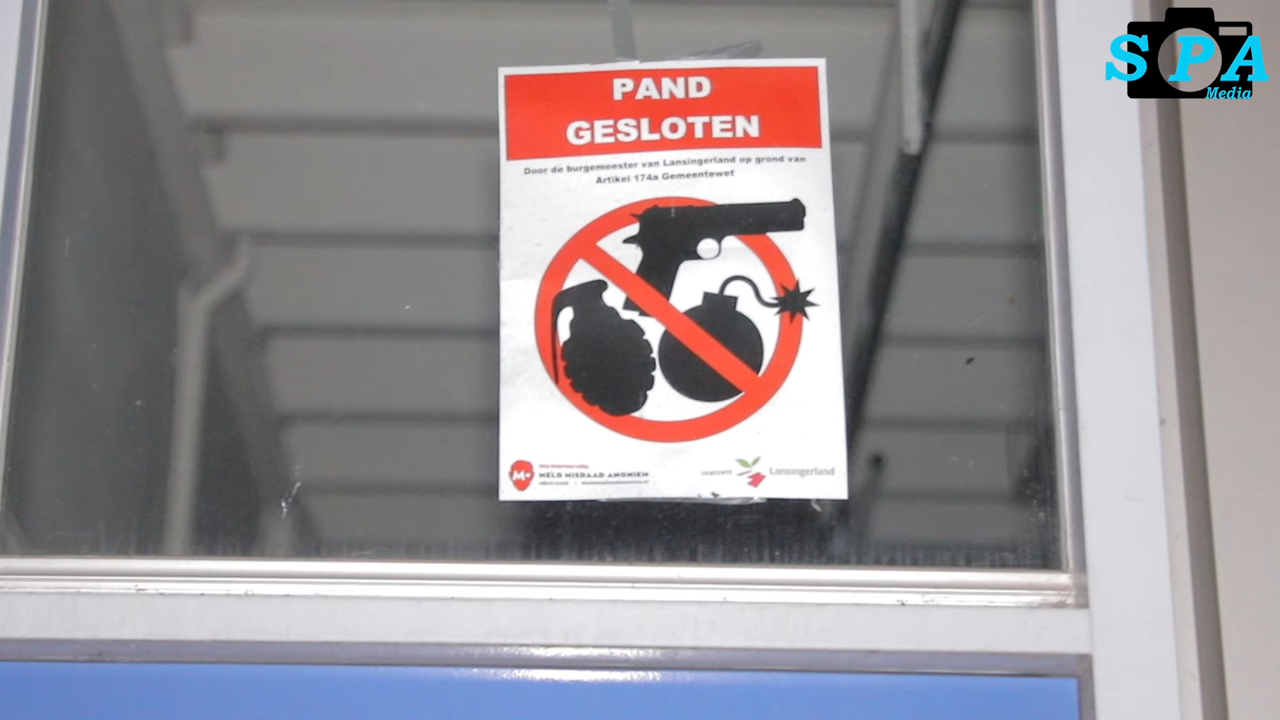 SPA
Media
PAND
GESLOTEN
Door de burgemeester van Lansingerland op grond van
Artikel 174a Gemeentewet
M.
MELD MISDAAD ANONIEM
GEMEENTE Lansingerland